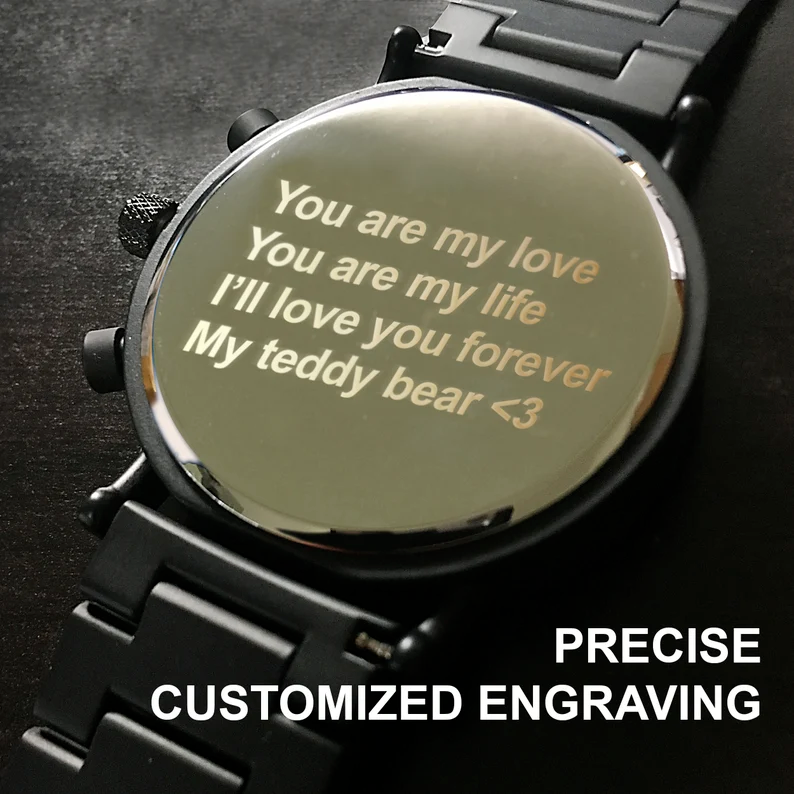 You are my love
You are my life
I’ll love you forever
My teddy bear <3
PRECISE
CUSTOMIZED ENGRAVING